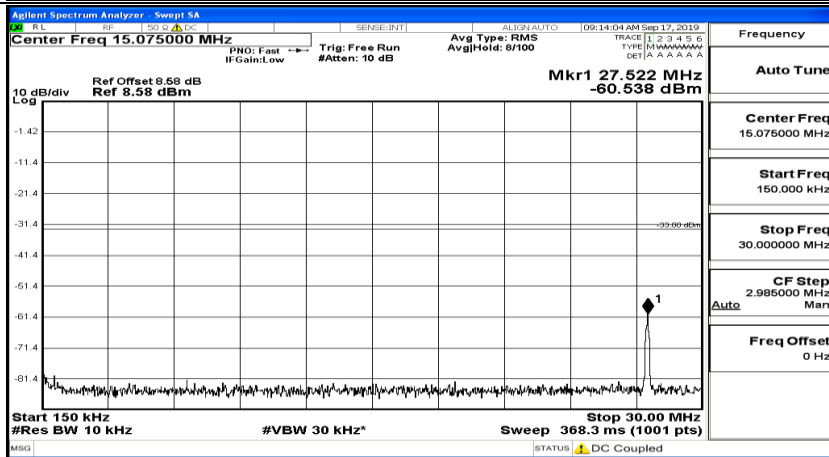 Agilent Spectrum Analyzer - Swept SA
LXI RL RF 50 Ω DC SENSE:INT ALIGN AUTO 09:14:04 AM Sep 17, 2019
Center Freq 15.075000 MHz
PNO: Fast
IFGain:Low
Trig: Free Run
#Atten: 10 dB
Avg Type: RMS
Avg|Hold: 8/100
TRACE 1 2 3 4 5 6
TYPE M W W W W W
DET A A A A A A
Ref Offset 8.58 dB
10 dB/div Ref 8.58 dBm
Mkr1 27.522 MHz
-60.538 dBm
Log
-1.42
-11.4
-21.4
-31.4
-33.00 dBm
-41.4
-51.4
1
-61.4
-71.4
-81.4
Start 150 kHz Stop 30.00 MHz
#Res BW 10 kHz #VBW 30 kHz* Sweep 368.3 ms (1001 pts)
MSG STATUS DC Coupled
Frequency
Auto Tune
Center Freq
15.075000 MHz
Start Freq
150.000 kHz
Stop Freq
30.000000 MHz
CF Step
2.985000 MHz
Auto Man
Freq Offset
0 Hz